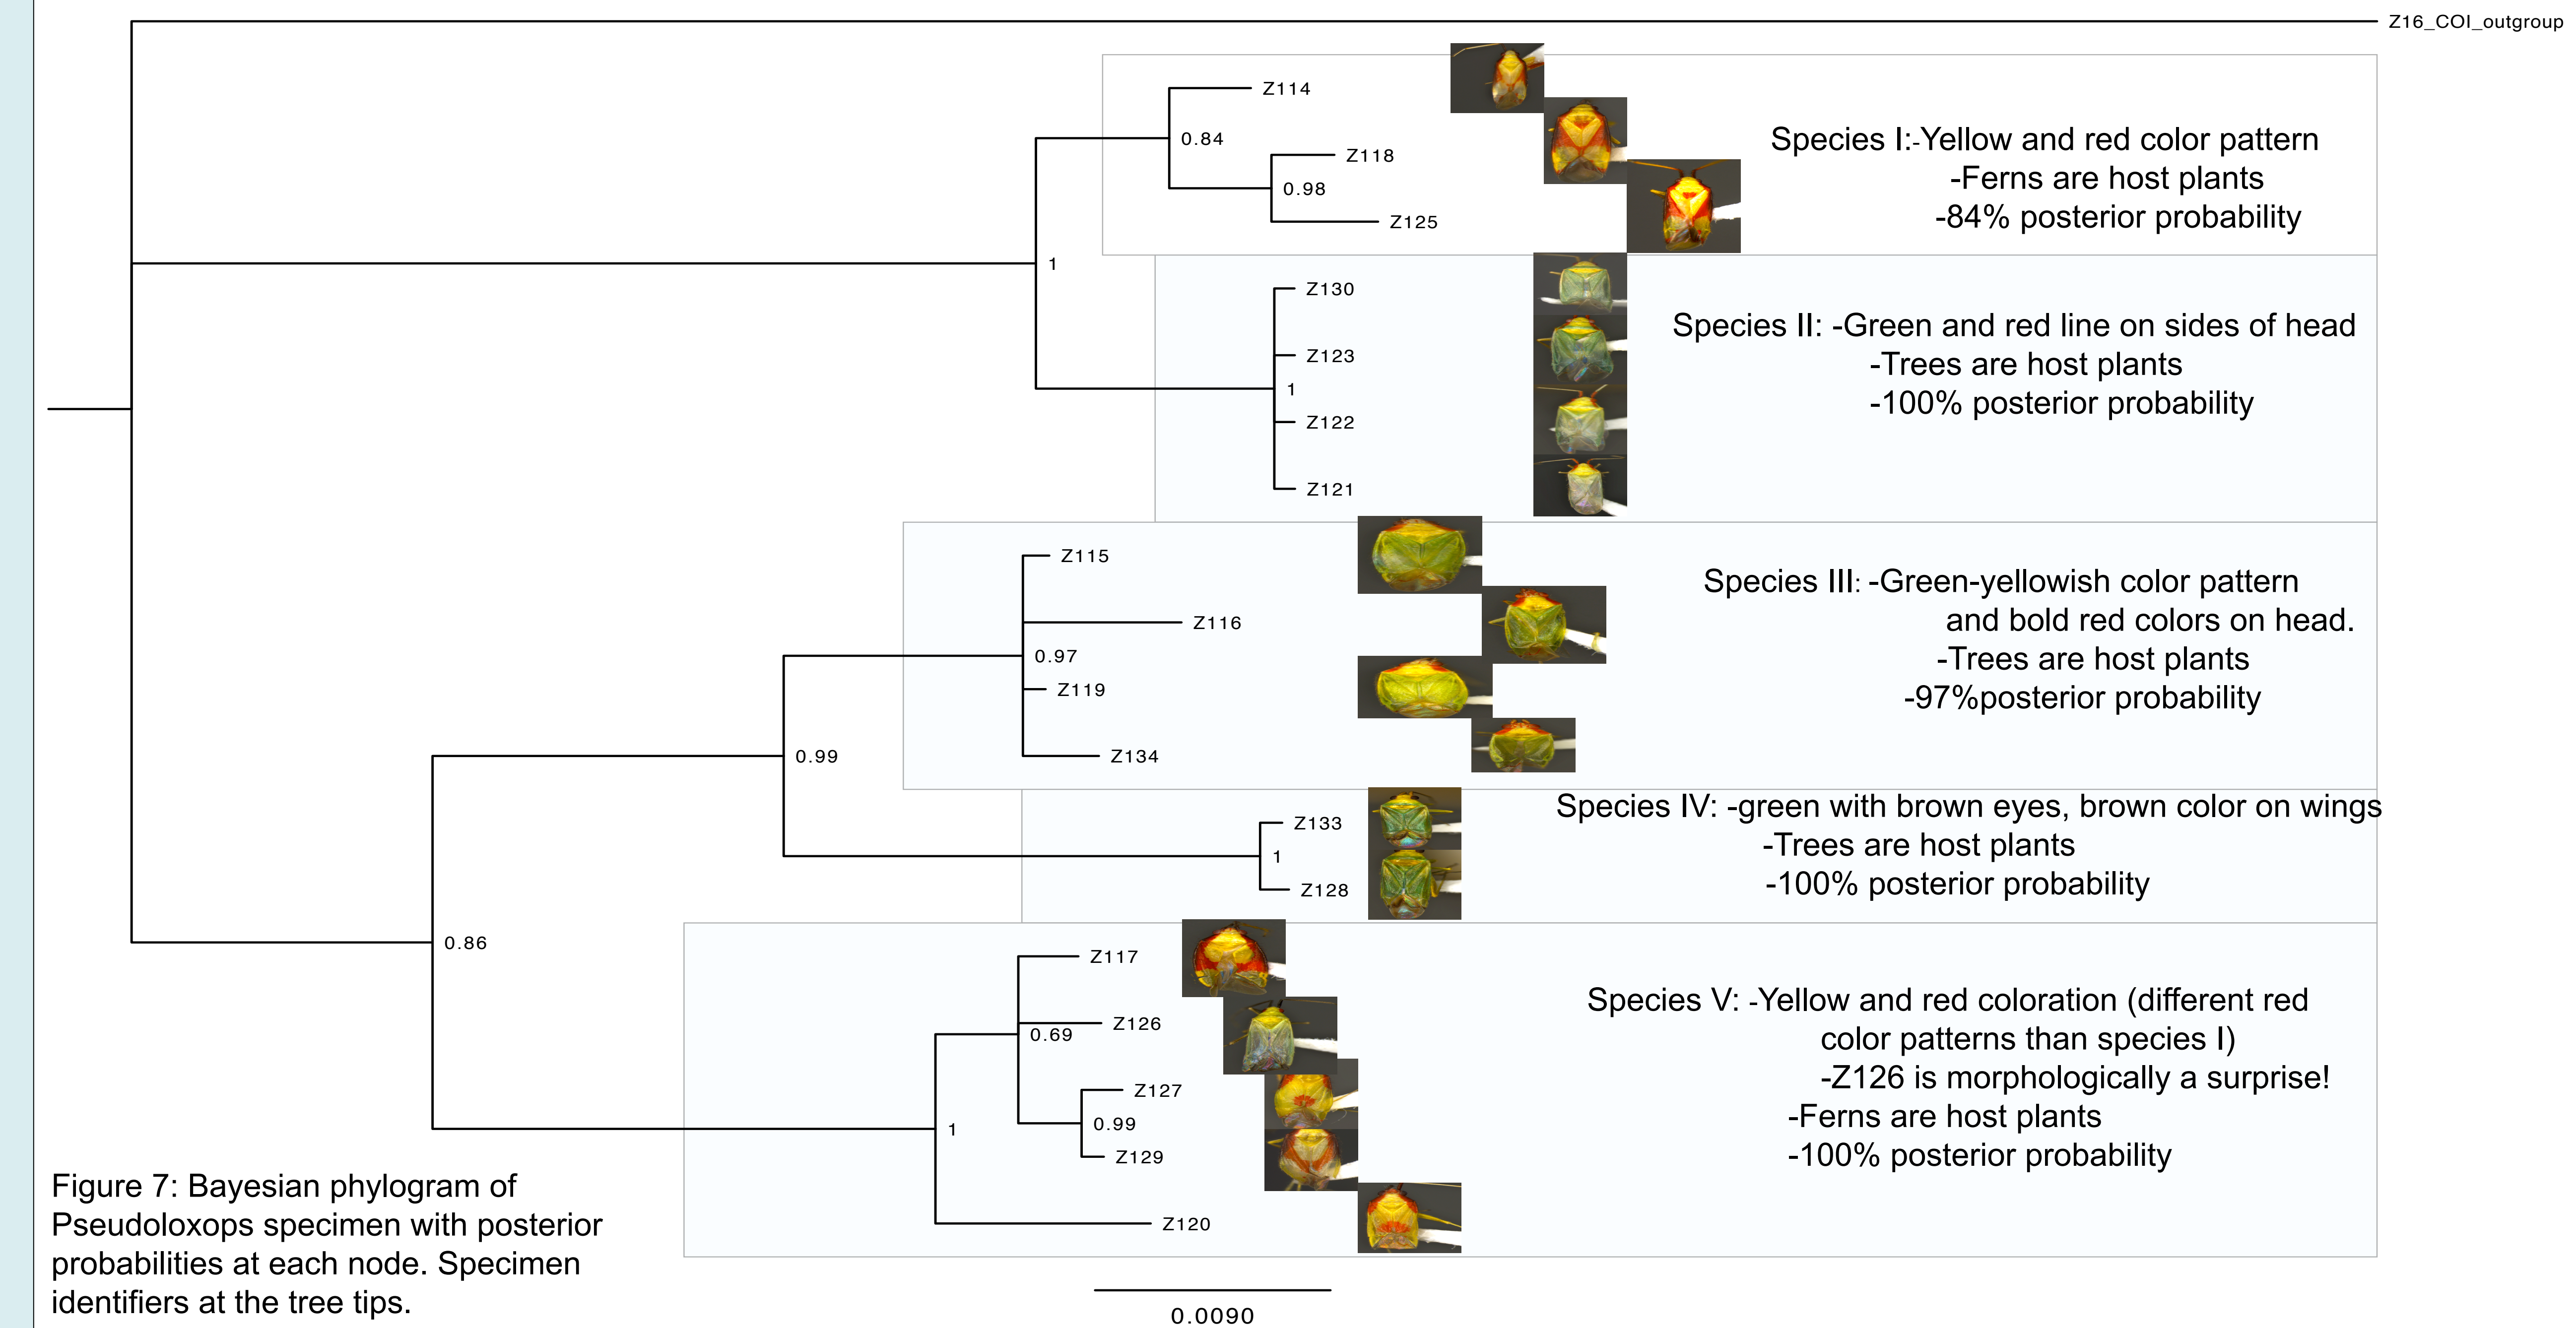 Z16_COI_outgroup
Z114
0.84
Z118
0.98
Z125
Species I:-Yellow and red color pattern
-Ferns are host plants
-84% posterior probability
1
Z130
Z123
1
Z122
Z121
Species II: -Green and red line on sides of head
-Trees are host plants
-100% posterior probability
Z115
Z116
0.97
Z119
Z134
Species III: -Green-yellowish color pattern
and bold red colors on head.
-Trees are host plants
-97%posterior probability
0.99
Z133
1
Z128
Species IV: -green with brown eyes, brown color on wings
-Trees are host plants
-100% posterior probability
0.86
Z117
Z126
0.69
Z127
0.99
Z129
1
Z120
Species V: -Yellow and red coloration (different red
color patterns than species I)
-Z126 is morphologically a surprise!
-Ferns are host plants
-100% posterior probability
Figure 7: Bayesian phylogram of
Pseudoloxops specimen with posterior
probabilities at each node. Specimen
identifiers at the tree tips.
0.0090